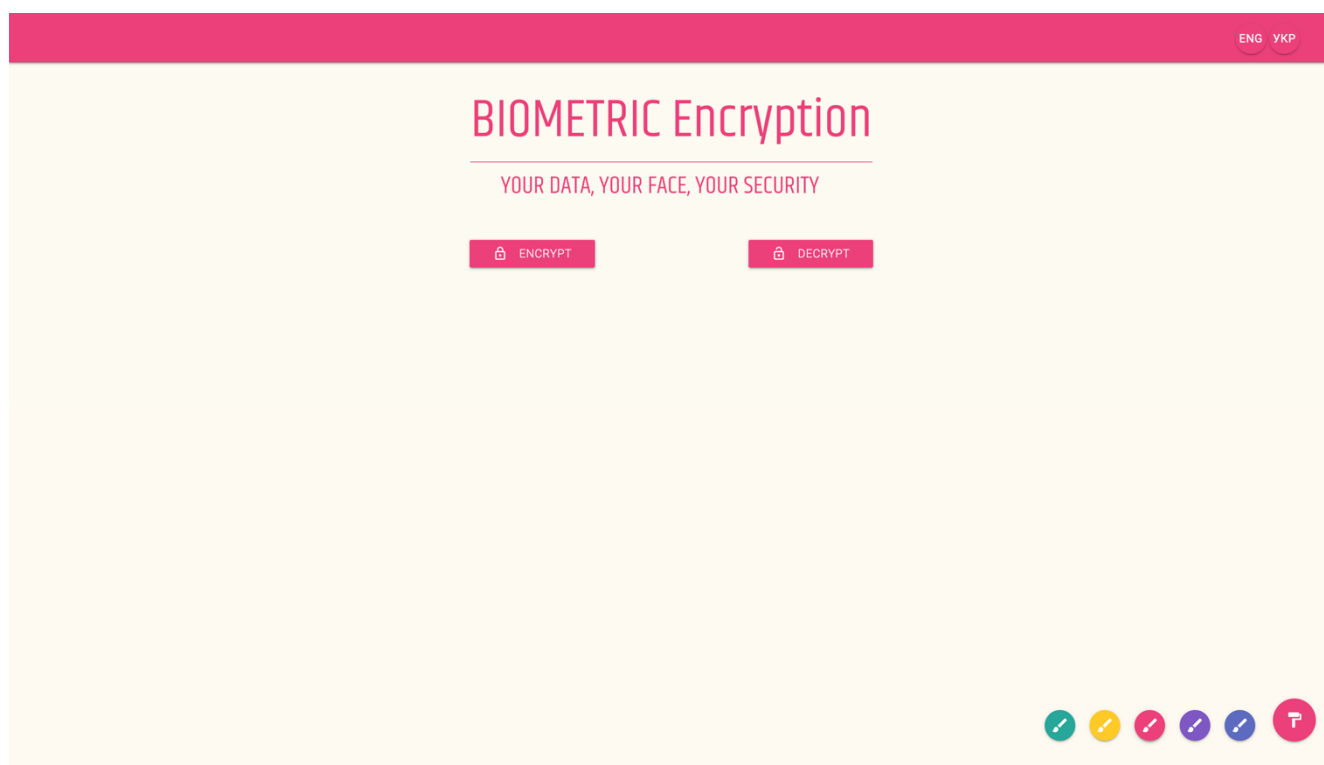 ENG УКР
BIOMETRIC Encryption
YOUR DATA, YOUR FACE, YOUR SECURITY
ENCRYPT DECRYPT